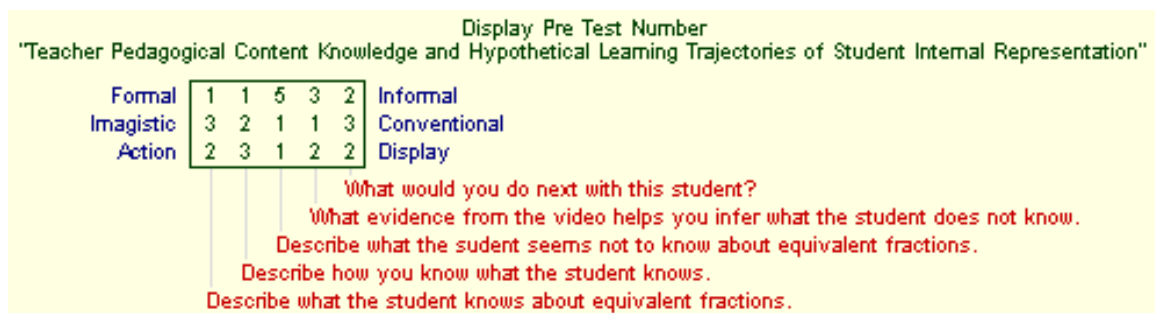 Display Pre Test Number
"Teacher Pedagogical Content Knowledge and Hypothetical Learning Trajectories of Student Internal Representation"
Formal 1 1 5 3 2 Informal
Imagistic 3 2 1 1 3 Conventional
Action 2 3 1 2 2 Display
What would you do next with this student?
What evidence from the video helps you infer what the student does not know.
Describe what the sudent seems not to know about equivalent fractions.
Describe how you know what the student knows.
Describe what the student knows about equivalent fractions.